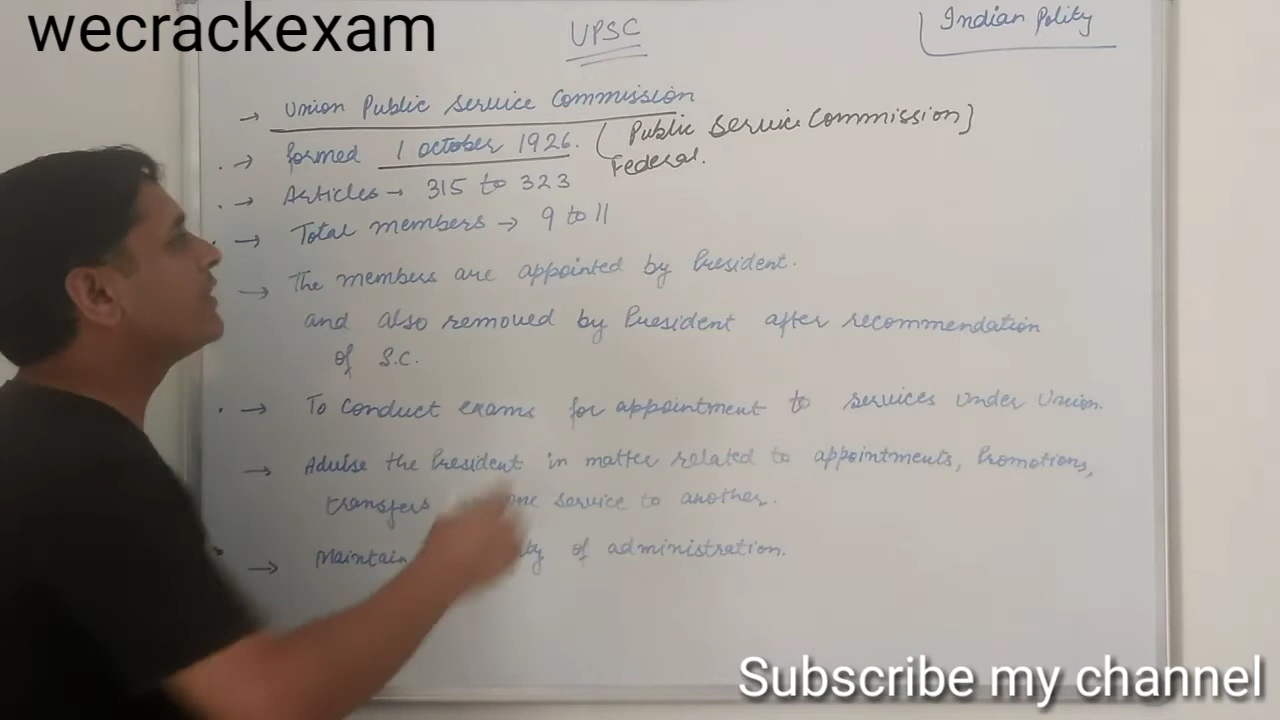 wecrackexam
UPSC
Indian Polity
→ Union Public Service Commission
→ formed 1 october 1926. (Public Service Commission]
Federal.
→ Articles → 315 to 323
→ Total members → 9 to 11
→ The members are appointed by President.
and also removed by President after recommendation
of S.C.
→ To conduct exams for appointment to services under Union.
→ Advise the President in matter related to appointments, Promotions,
transfers one service to another.
→ Maintain of administration.
Subscribe my channel